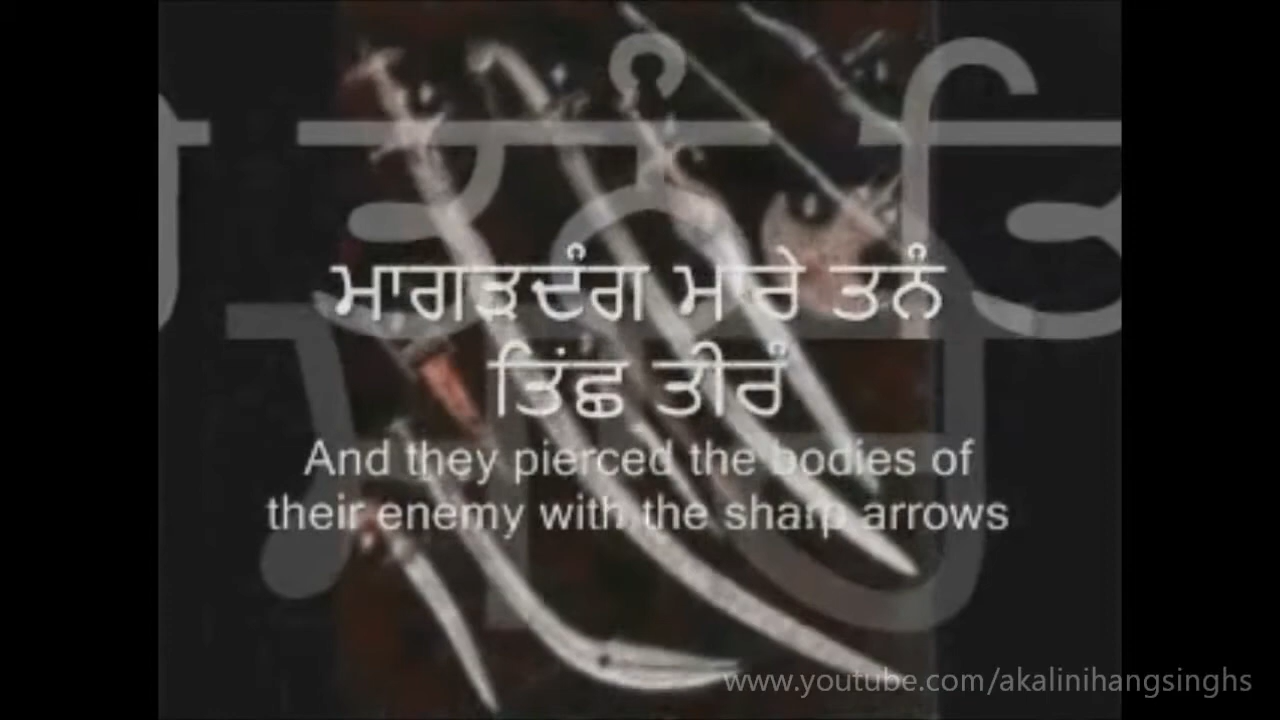 ਮਾਗੜਦੰਗ ਮਾਰੇ ਤਨੰ
ਤਿੰਛ ਤੀਰੰ
And they pierced the bodies of
their enemy with the sharp arrows
www.youtube.com/akalinihangsinghs